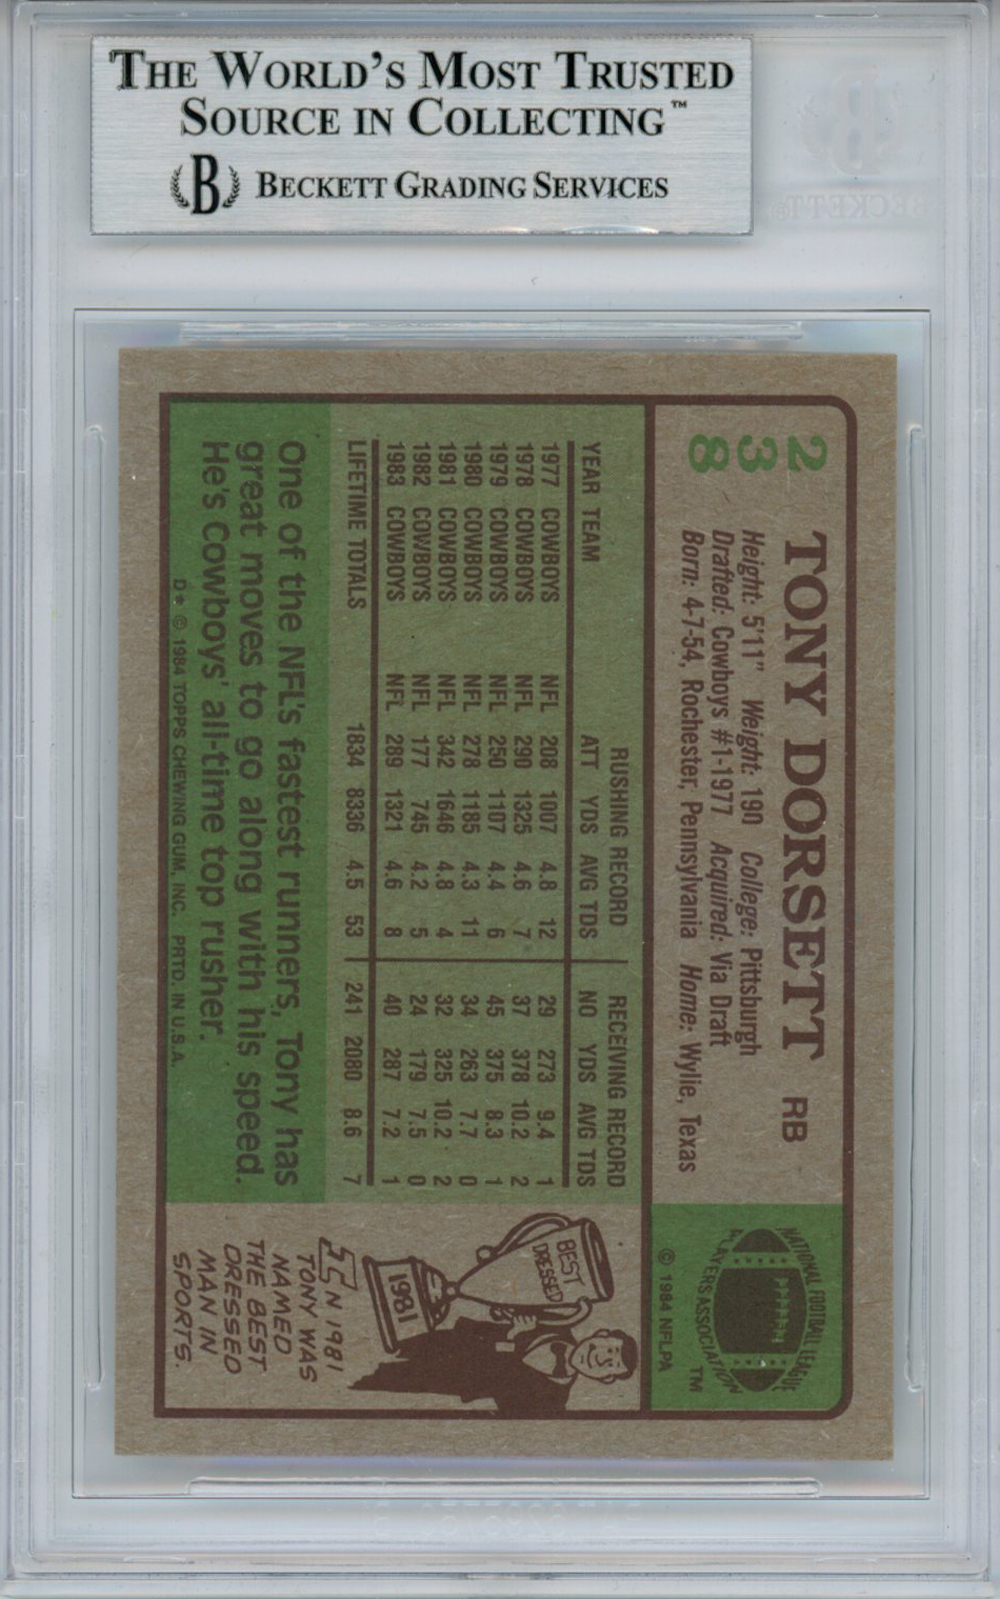 THE WORLD'S MOST TRUSTED
SOURCE IN COLLECTING™
B BECKETT GRADING SERVICES
BECKETT®
238
TONY DORSETT RB
Height: 5'11" Weight: 190 College: Pittsburgh
Drafted: Cowboys #1-1977 Acquired: Via Draft
Born: 4-7-54, Rochester, Pennsylvania Home: Wylie, Texas
NATIONAL FOOTBALL LEAGUE
PLAYERS ASSOCIATION
TM
© 1984 NFLPA
RUSHING RECORD RECEIVING RECORD
YEAR TEAM ATT YDS AVG TDS NO YDS AVG TDS
1977 COWBOYS NFL 208 1007 4.8 12 29 273 9.4 1
1978 COWBOYS NFL 290 1325 4.6 7 37 378 10.2 2
1979 COWBOYS NFL 250 1107 4.4 6 45 375 8.3 1
1980 COWBOYS NFL 278 1185 4.3 11 34 263 7.7 0
1981 COWBOYS NFL 342 1646 4.8 4 32 325 10.2 2
1982 COWBOYS NFL 177 745 4.2 5 24 179 7.5 0
1983 COWBOYS NFL 289 1321 4.6 8 40 287 7.2 1
LIFETIME TOTALS 1834 8336 4.5 53 241 2080 8.6 7
One of the NFL's fastest runners, Tony has
great moves to go along with his speed.
He's Cowboys' all-time top rusher.
D* © 1984 TOPPS CHEWING GUM, INC. PRTD. IN U.S.A.
BEST
DRESSED
1981
IN 1981
TONY WAS
NAMED
THE BEST
DRESSED
MAN IN
SPORTS.